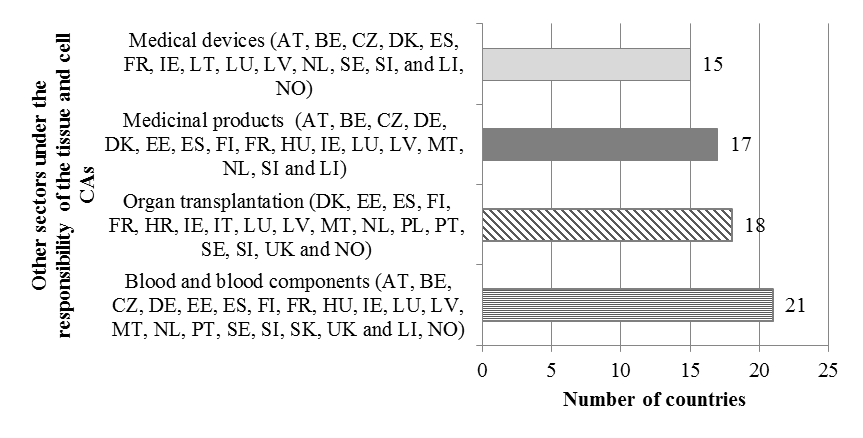 Other sectors under the
responsibility of the tissue and cell
CAs
Medical devices (AT, BE, CZ, DK, ES,
FR, IE, LT, LU, LV, NL, SE, SI, and LI,
NO)
15
Medicinal products (AT, BE, CZ, DE,
DK, EE, ES, FI, FR, HU, IE, LU, LV, MT,
NL, SI and LI)
17
Organ transplantation (DK, EE, ES, FI,
FR, HR, IE, IT, LU, LV, MT, NL, PL, PT,
SE, SI, UK and NO)
18
Blood and blood components (AT, BE,
CZ, DE, EE, ES, FI, FR, HU, IE, LU, LV,
MT, NL, PT, SE, SI, SK, UK and LI, NO)
21
0 5 10 15 20 25
Number of countries